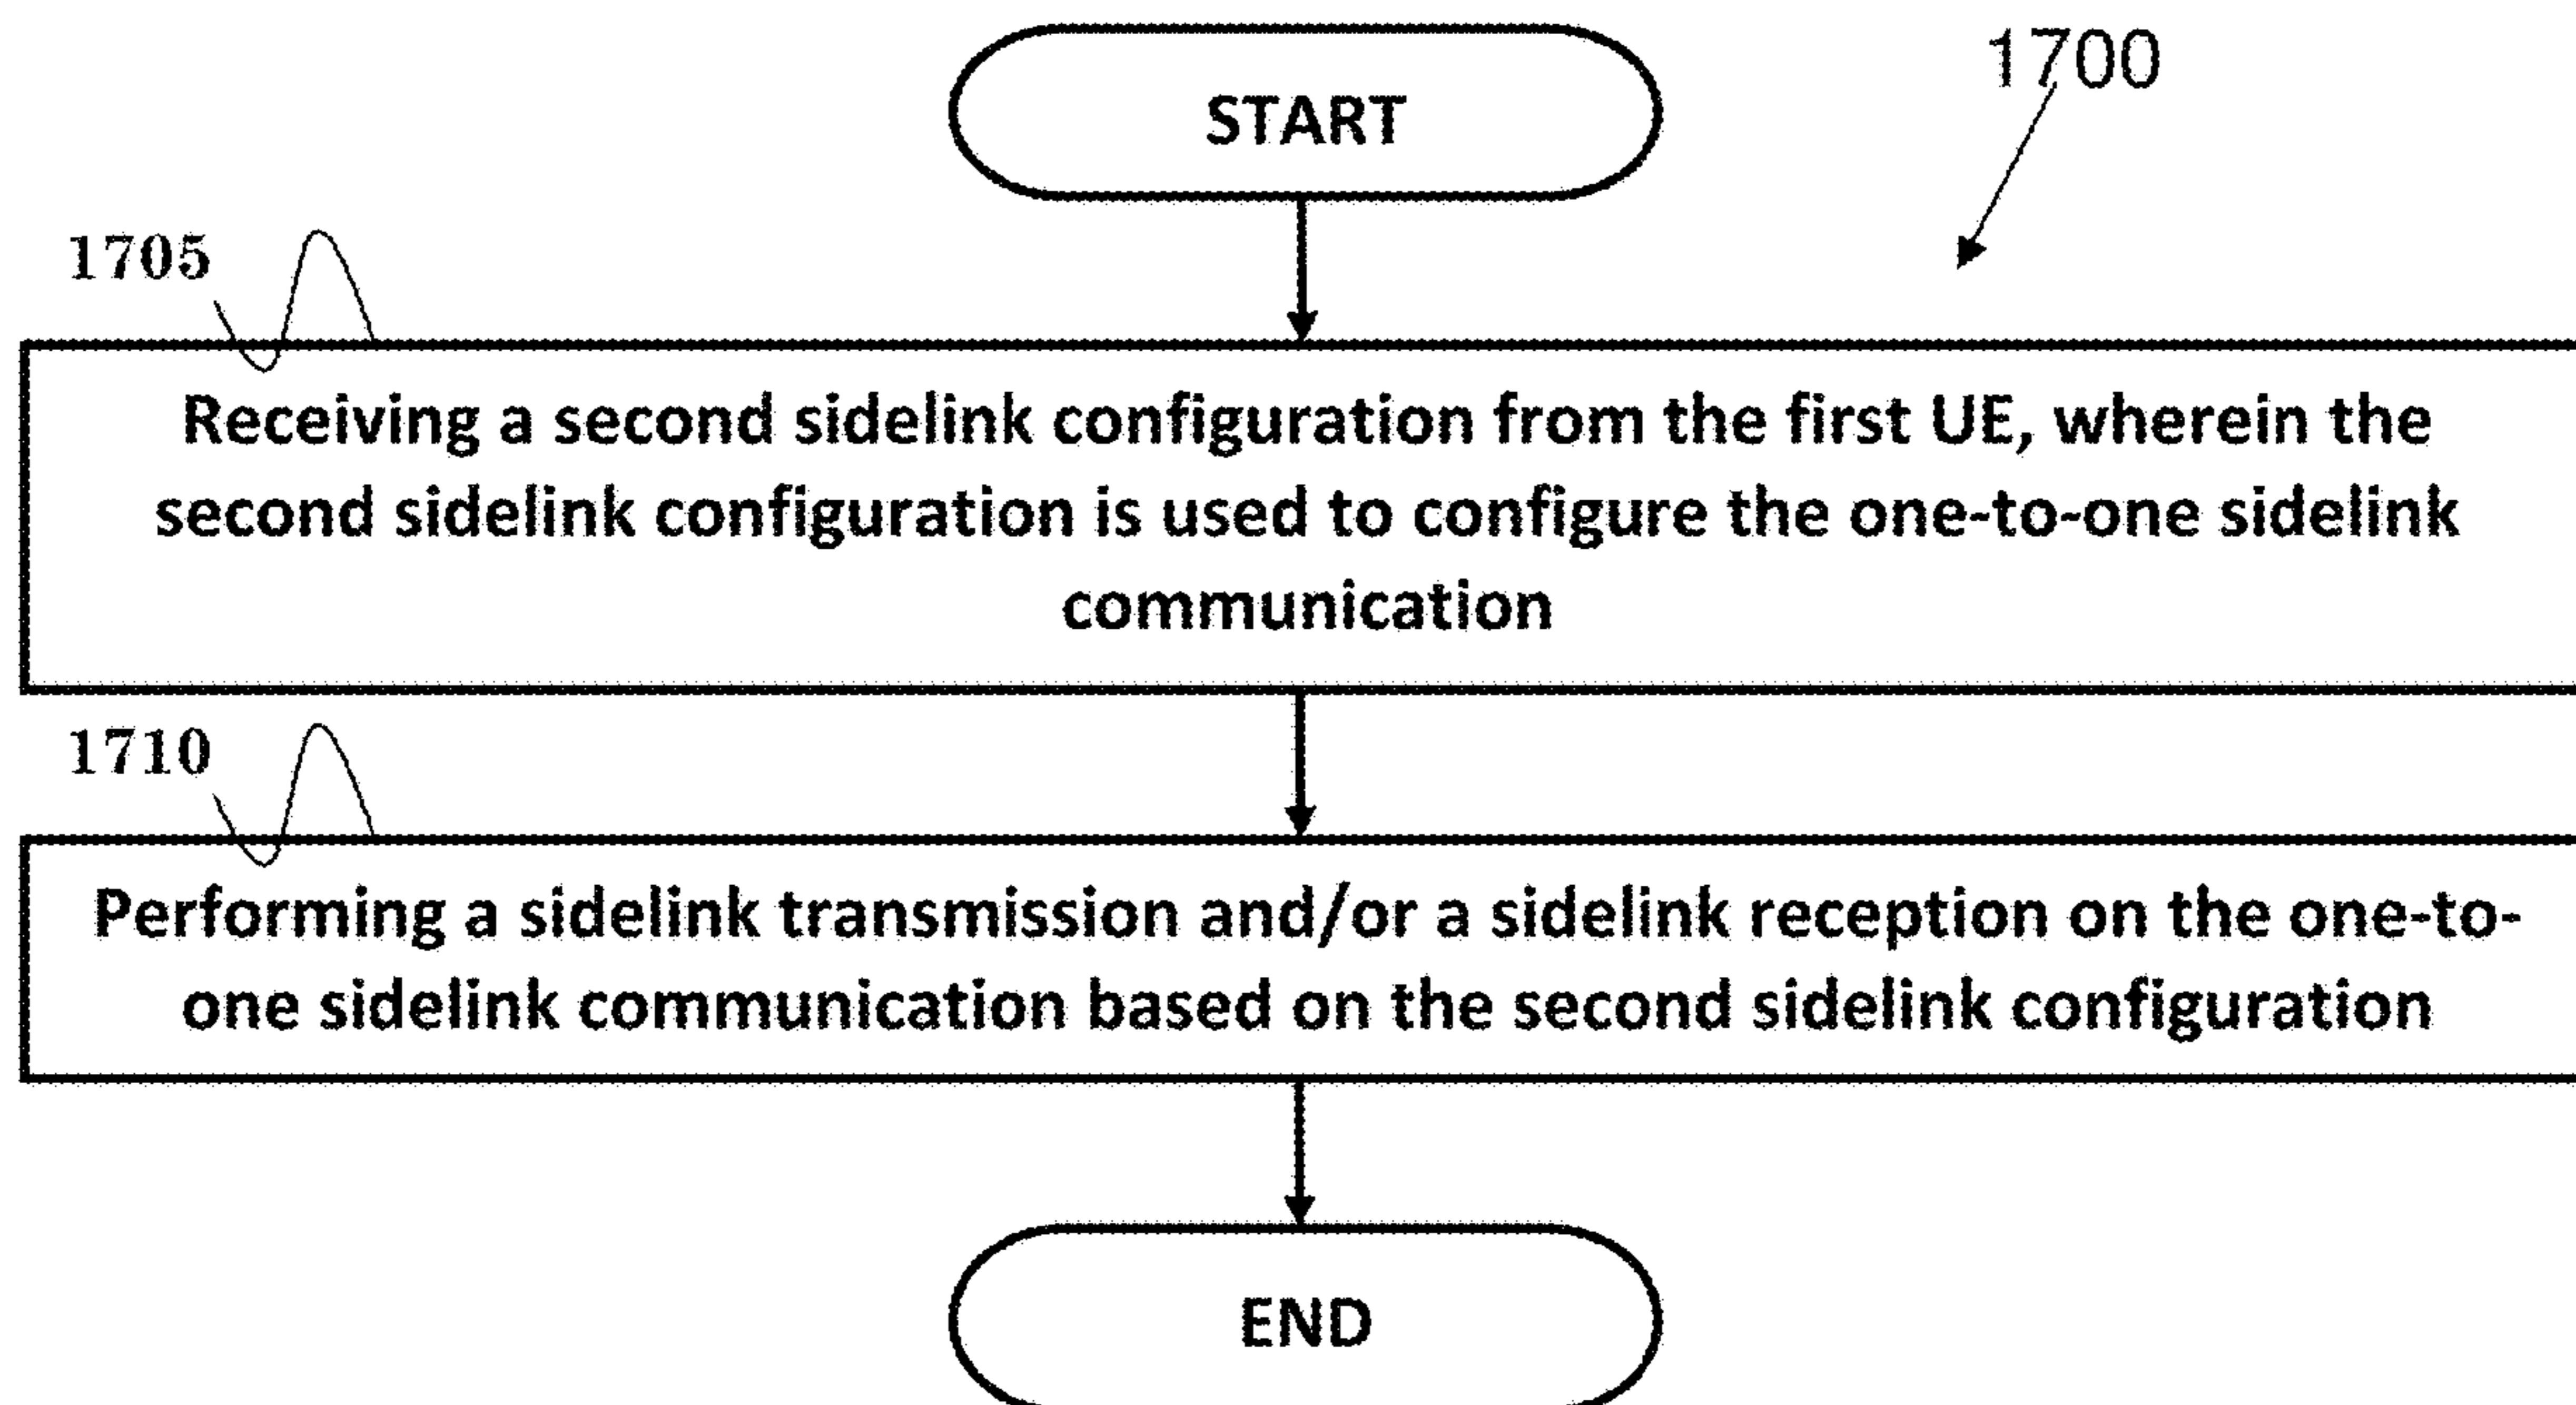 START
1700
1705
Receiving a second sidelink configuration from the first UE, wherein the
second sidelink configuration is used to configure the one-to-one sidelink
communication
1710
Performing a sidelink transmission and/or a sidelink reception on the one-to-
one sidelink communication based on the second sidelink configuration
END